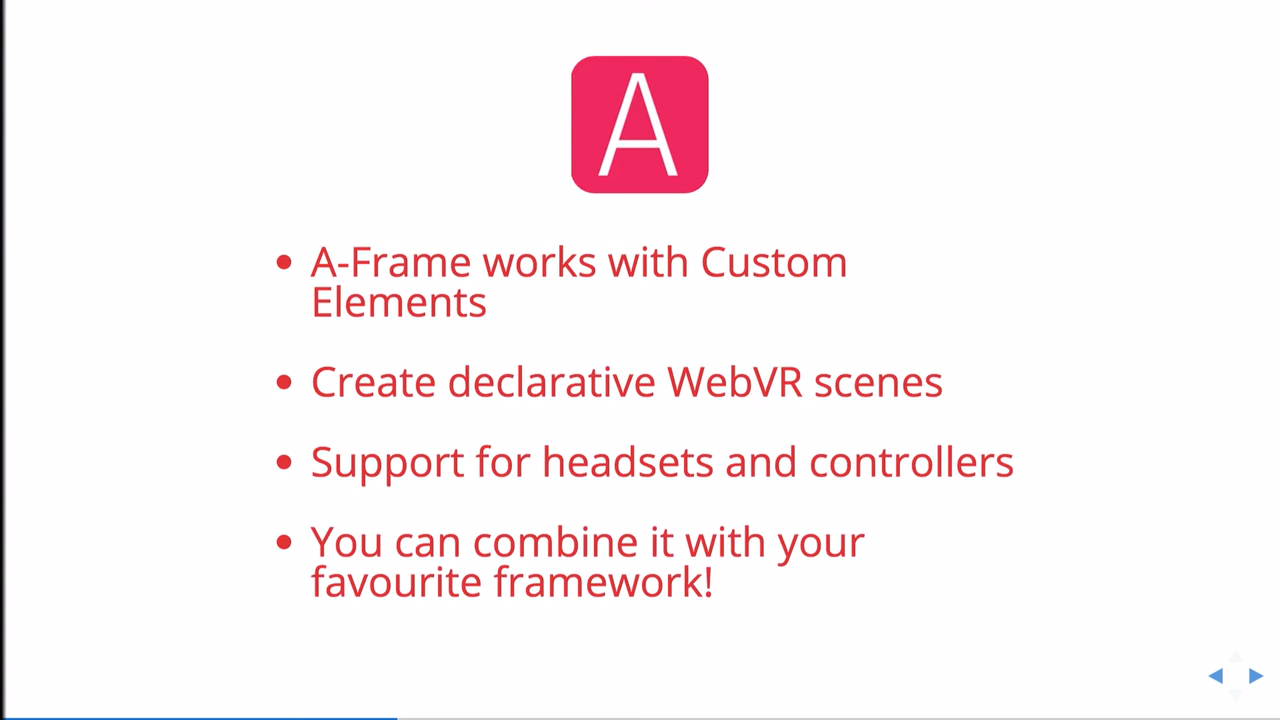 A
A-Frame works with Custom
Elements
Create declarative WebVR scenes
Support for headsets and controllers
You can combine it with your
favourite framework!